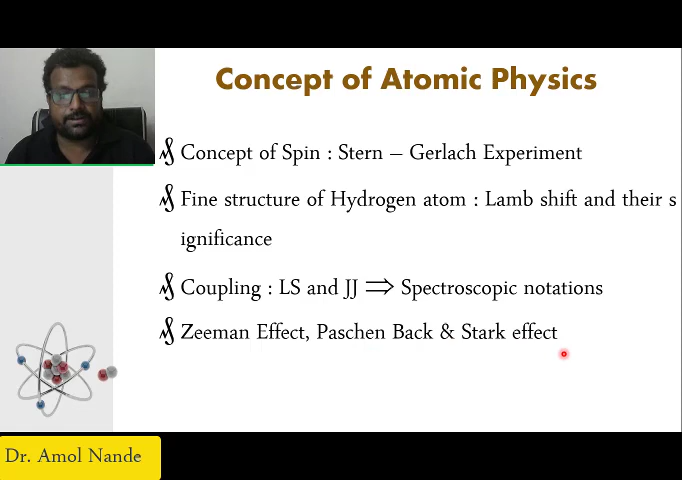 Concept of Atomic Physics
Concept of Spin : Stern – Gerlach Experiment
Fine structure of Hydrogen atom : Lamb shift and their s
ignificance
Coupling : LS and JJ ⟹ Spectroscopic notations
Zeeman Effect, Paschen Back & Stark effect
Dr. Amol Nande